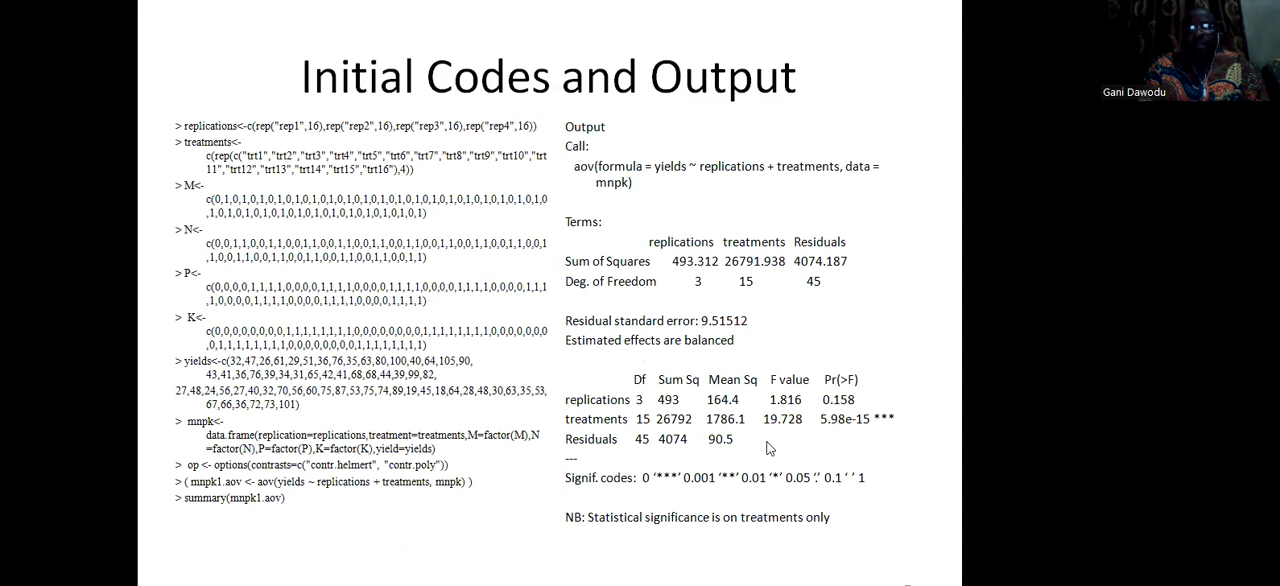 Initial Codes and Output
> replications<-c(rep("rep1",16),rep("rep2",16),rep("rep3",16),rep("rep4",16))
> treatments<-
c(rep(c("trt1","trt2","trt3","trt4","trt5","trt6","trt7","trt8","trt9","trt10","trt
11","trt12","trt13","trt14","trt15","trt16"),4))
> M<-
c(0,1,0,1,0,1,0,1,0,1,0,1,0,1,0,1,0,1,0,1,0,1,0,1,0,1,0,1,0,1,0,1,0,1,0,1,0,1,0
,1,0,1,0,1,0,1,0,1,0,1,0,1,0,1,0,1,0,1,0,1,0,1,0,1)
> N<-
c(0,0,1,1,0,0,1,1,0,0,1,1,0,0,1,1,0,0,1,1,0,0,1,1,0,0,1,1,0,0,1,1,0,0,1,1,0,0,1
,1,0,0,1,1,0,0,1,1,0,0,1,1,0,0,1,1,0,0,1,1,0,0,1,1)
> P<-
c(0,0,0,0,1,1,1,1,0,0,0,0,1,1,1,1,0,0,0,0,1,1,1,1,0,0,0,0,1,1,1,1,0,0,0,0,1,1,1
,1,0,0,0,0,1,1,1,1,0,0,0,0,1,1,1,1,0,0,0,0,1,1,1,1)
> K<-
c(0,0,0,0,0,0,0,0,1,1,1,1,1,1,1,1,0,0,0,0,0,0,0,0,1,1,1,1,1,1,1,1,0,0,0,0,0,0,0
,0,1,1,1,1,1,1,1,1,0,0,0,0,0,0,0,0,1,1,1,1,1,1,1,1)
> yields<-c(32,47,26,61,29,51,36,76,35,63,80,100,40,64,105,90,
43,41,36,76,39,34,31,65,42,41,68,68,44,39,99,82,
27,48,24,56,27,40,32,70,56,60,75,87,53,75,74,89,19,45,18,64,28,48,30,63,35,53,
67,66,36,72,73,101)
> mnpk<-
data.frame(replication=replications,treatment=treatments,M=factor(M),N
=factor(N),P=factor(P),K=factor(K),yield=yields)
> op <- options(contrasts=c("contr.helmert", "contr.poly"))
> ( mnpk1.aov <- aov(yields ~ replications + treatments, mnpk) )
> summary(mnpk1.aov)
Output
Call:
aov(formula = yields ~ replications + treatments, data =
mnpk)
Terms:
replications treatments Residuals
Sum of Squares 493.312 26791.938 4074.187
Deg. of Freedom 3 15 45
Residual standard error: 9.51512
Estimated effects are balanced
Df Sum Sq Mean Sq F value Pr(>F)
replications 3 493 164.4 1.816 0.158
treatments 15 26792 1786.1 19.728 5.98e-15 ***
Residuals 45 4074 90.5
---
Signif. codes: 0 ‘***’ 0.001 ‘**’ 0.01 ‘*’ 0.05 ‘.’ 0.1 ‘ ’ 1
NB: Statistical significance is on treatments only
Gani Dawodu